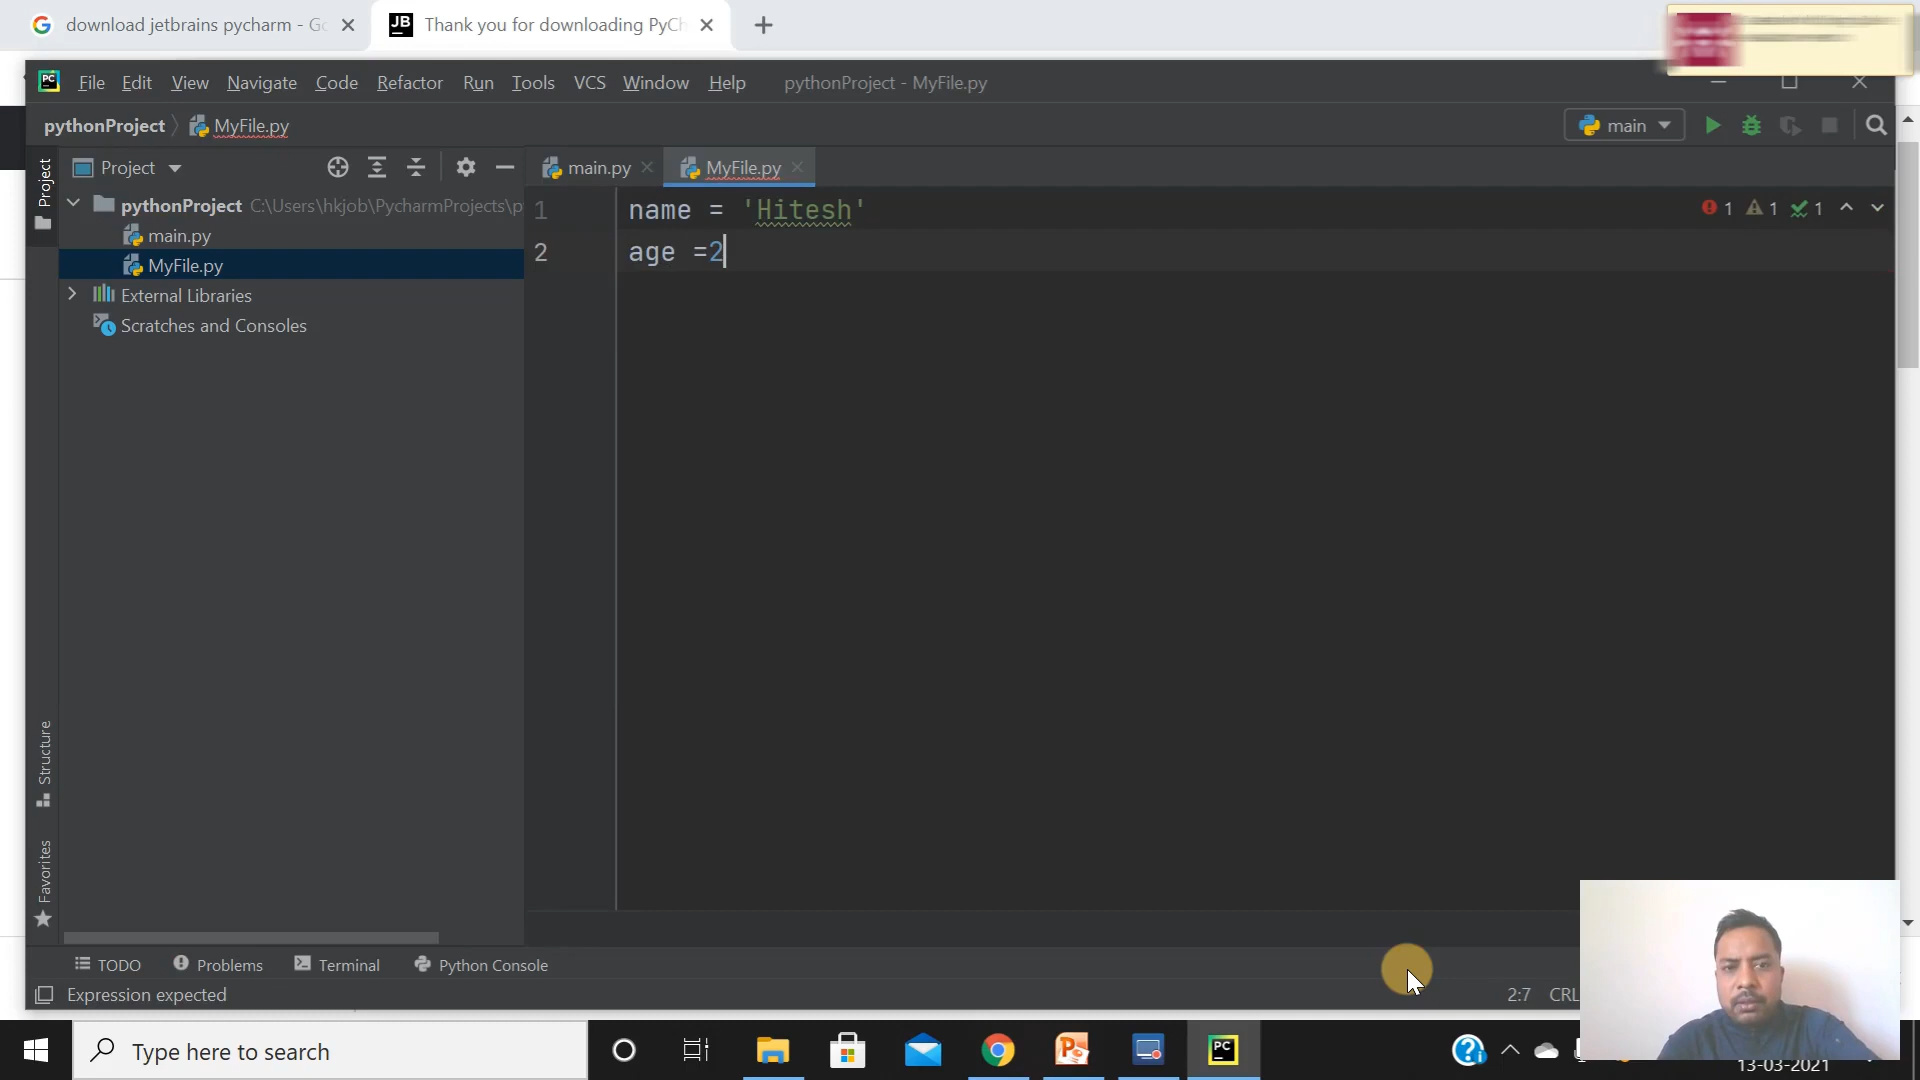 download jetbrains pycharm - Go
Thank you for downloading PyCh
File Edit View Navigate Code Refactor Run Tools VCS Window Help pythonProject - MyFile.py
pythonProject MyFile.py main
Project Project main.py MyFile.py
pythonProject C:\Users\hkjob\PycharmProjects\p
main.py
MyFile.py
External Libraries
Scratches and Consoles
1 name = 'Hitesh' 1 1 1
2 age =2
Structure
Favorites
TODO Problems Terminal Python Console
Expression expected 2:7 CRL
Type here to search
13-03-2021